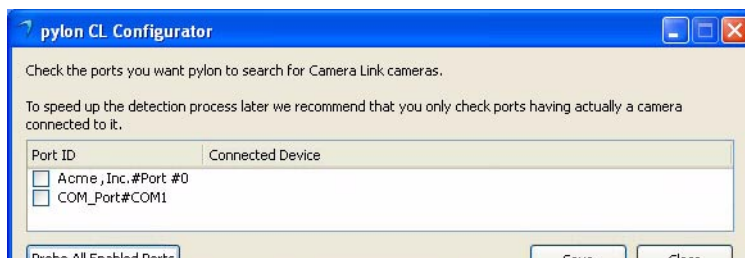 pylon CL Configurator
Check the ports you want pylon to search for Camera Link cameras.
To speed up the detection process later we recommend that you only check ports having actually a camera
connected to it.
Port ID Connected Device
Acme,Inc.#Port #0
COM_Port#COM1
Probe All Enabled Ports Save Close